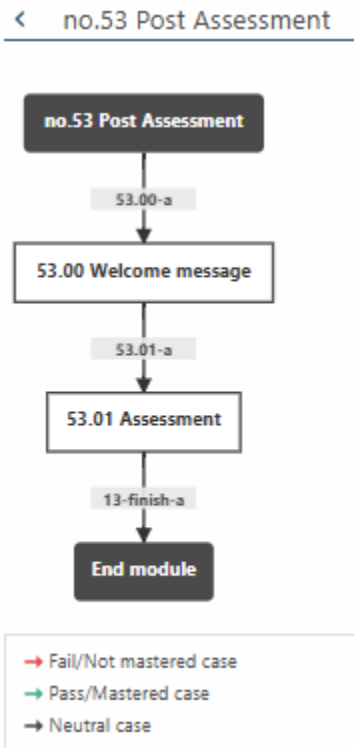 no.53 Post Assessment
no.53 Post Assessment
53.00-a
53.00 Welcome message
53.01-a
53.01 Assessment
13-finish-a
End module
Fail/Not mastered case
Pass/Mastered case
Neutral case